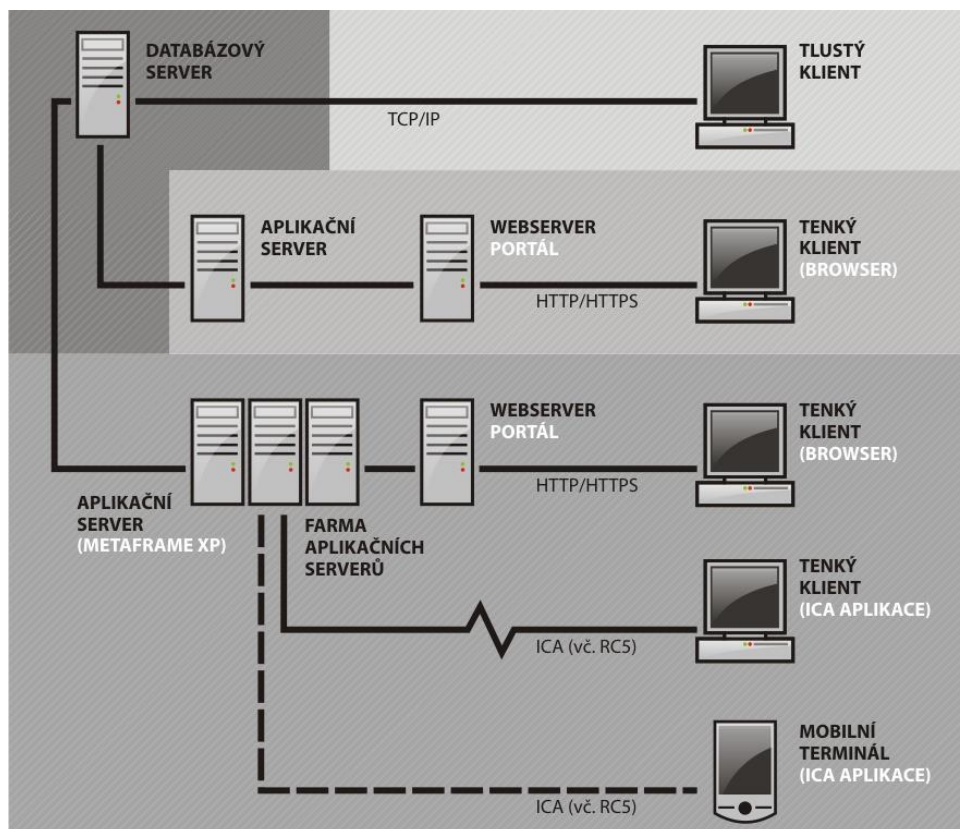 DATABÁZOVÝ
SERVER
TLUSTÝ
KLIENT
TCP/IP
APLIKAČNÍ
SERVER
WEBSERVER
PORTÁL
TENKÝ
KLIENT
(BROWSER)
HTTP/HTTPS
WEBSERVER
PORTÁL
TENKÝ
KLIENT
(BROWSER)
HTTP/HTTPS
APLIKAČNÍ
SERVER
(METAFRAME XP)
FARMA
APLIKAČNÍCH
SERVERŮ
TENKÝ
KLIENT
(ICA APLIKACE)
ICA (vč. RC5)
MOBILNÍ
TERMINÁL
(ICA APLIKACE)
ICA (vč. RC5)